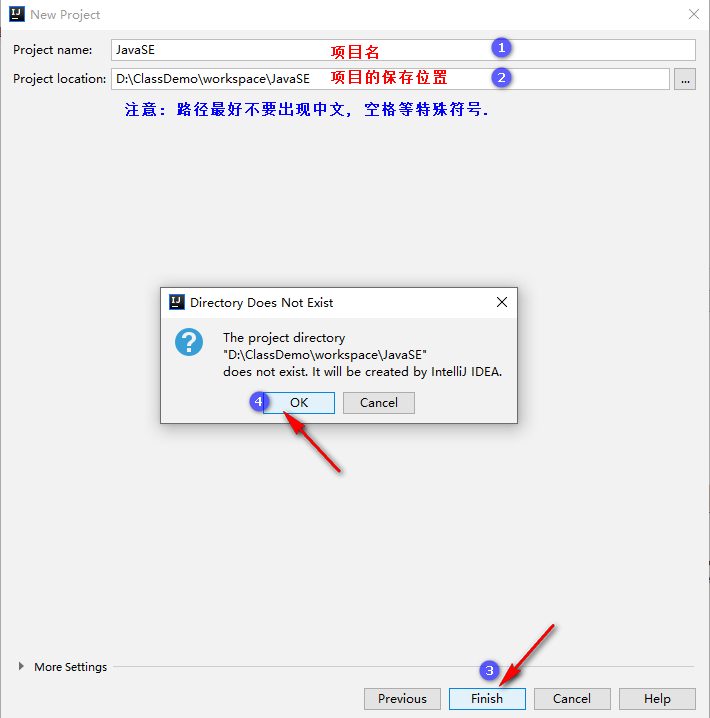 New Project
Project name: JavaSE 项目名 1
Project location: D:\ClassDemo\workspace\JavaSE 项目的保存位置 2 ...
注意：路径最好不要出现中文，空格等特殊符号.
IJ Directory Does Not Exist
The project directory
"D:\ClassDemo\workspace\JavaSE"
does not exist. It will be created by IntelliJ IDEA.
4 OK Cancel
More Settings
3
Previous Finish Cancel Help